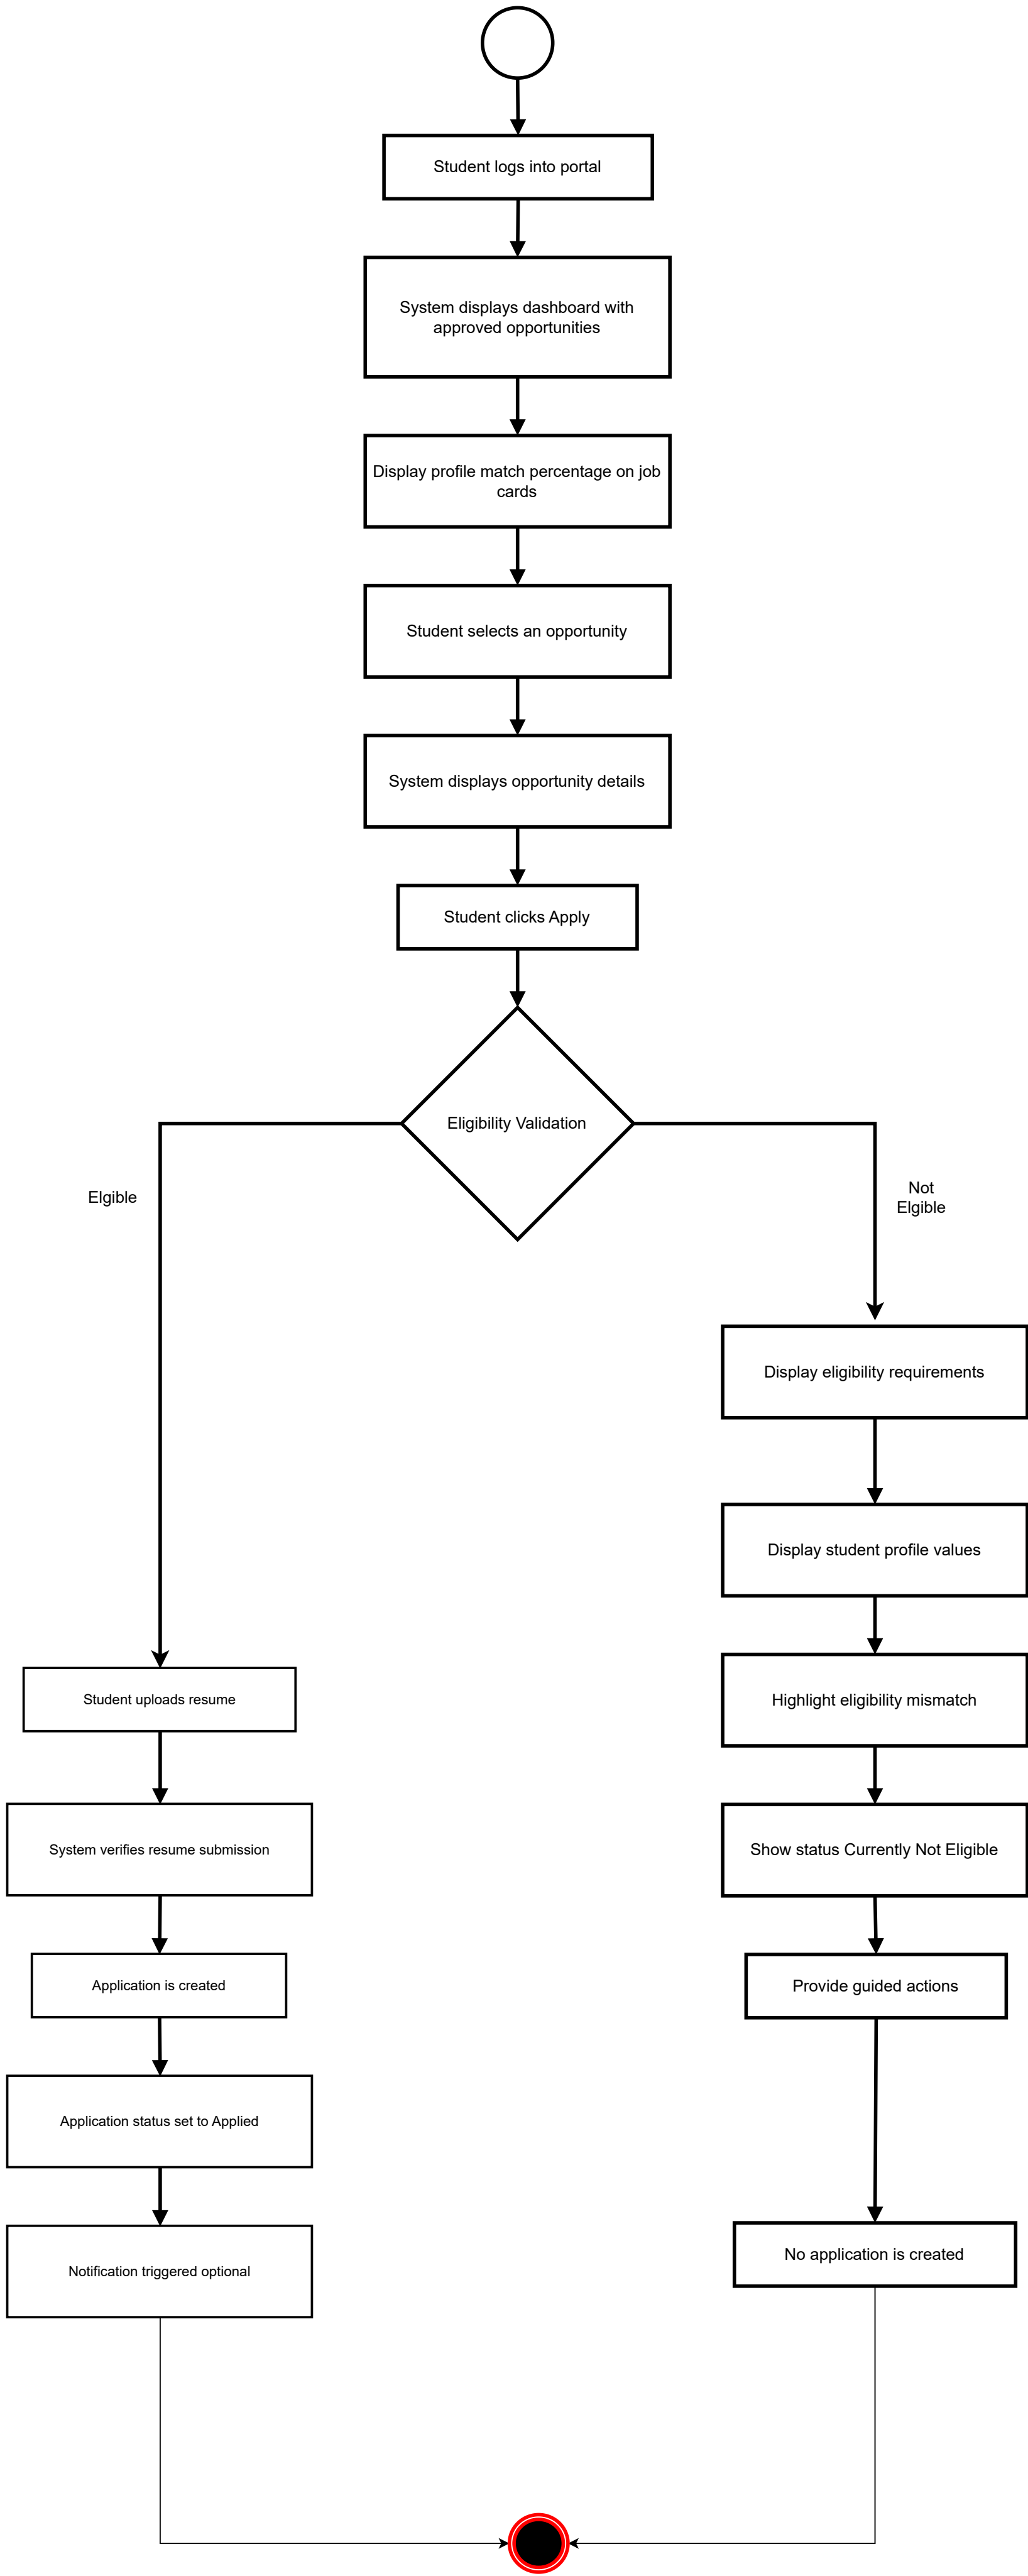 Student logs into portal
System displays dashboard with
approved opportunities
Display profile match percentage on job
cards
Student selects an opportunity
System displays opportunity details
Student clicks Apply
Eligibility Validation
Elgible
Not
Elgible
Display eligibility requirements
Display student profile values
Highlight eligibility mismatch
Show status Currently Not Eligible
Provide guided actions
No application is created
Student uploads resume
System verifies resume submission
Application is created
Application status set to Applied
Notification triggered optional